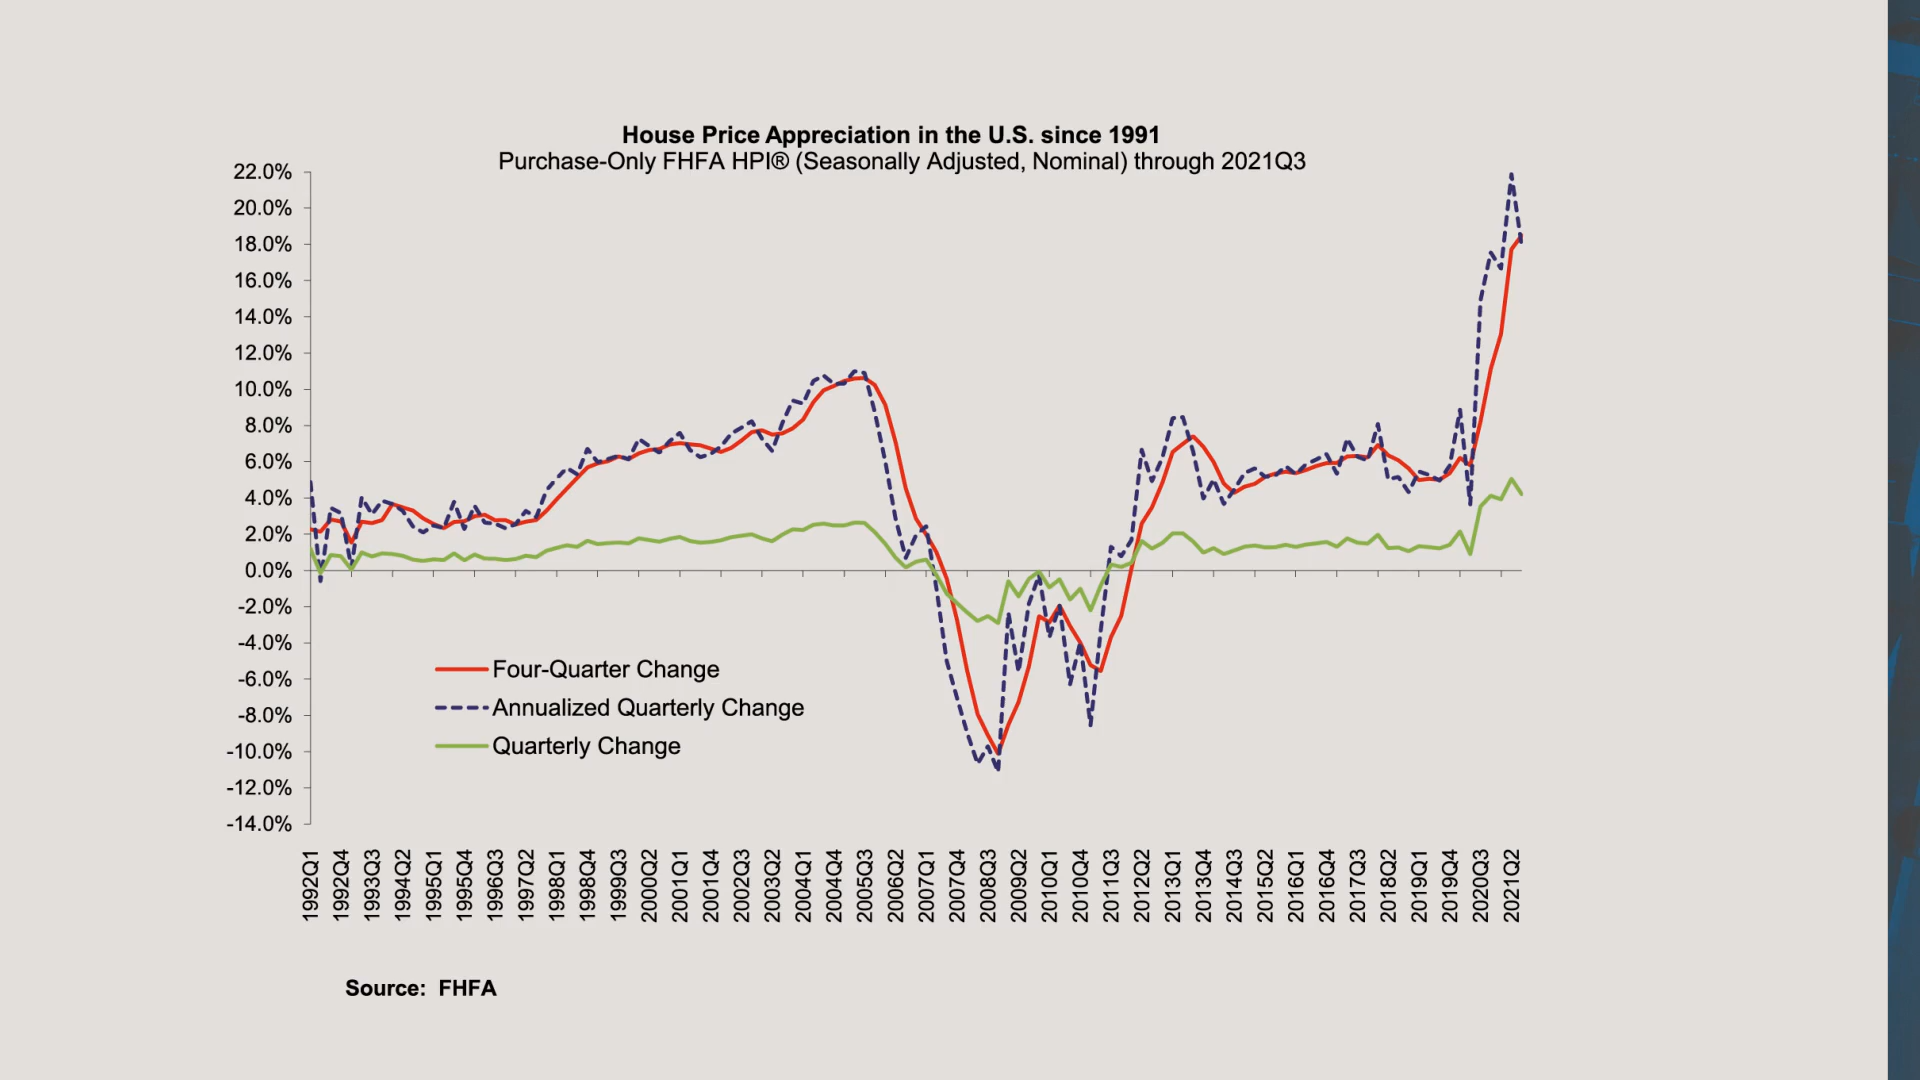 House Price Appreciation in the U.S. since 1991
Purchase-Only FHFA HPI® (Seasonally Adjusted, Nominal) through 2021Q3
22.0%
20.0%
18.0%
16.0%
14.0%
12.0%
10.0%
8.0%
6.0%
4.0%
2.0%
0.0%
-2.0%
-4.0%
-6.0%
-8.0%
-10.0%
-12.0%
-14.0%
Four-Quarter Change
Annualized Quarterly Change
Quarterly Change
1992Q1
1992Q4
1993Q3
1994Q2
1995Q1
1995Q4
1996Q3
1997Q2
1998Q1
1998Q4
1999Q3
2000Q2
2001Q1
2001Q4
2002Q3
2003Q2
2004Q1
2004Q4
2005Q3
2006Q2
2007Q1
2007Q4
2008Q3
2009Q2
2010Q1
2010Q4
2011Q3
2012Q2
2013Q1
2013Q4
2014Q3
2015Q2
2016Q1
2016Q4
2017Q3
2018Q2
2019Q1
2019Q4
2020Q3
2021Q2
Source: FHFA